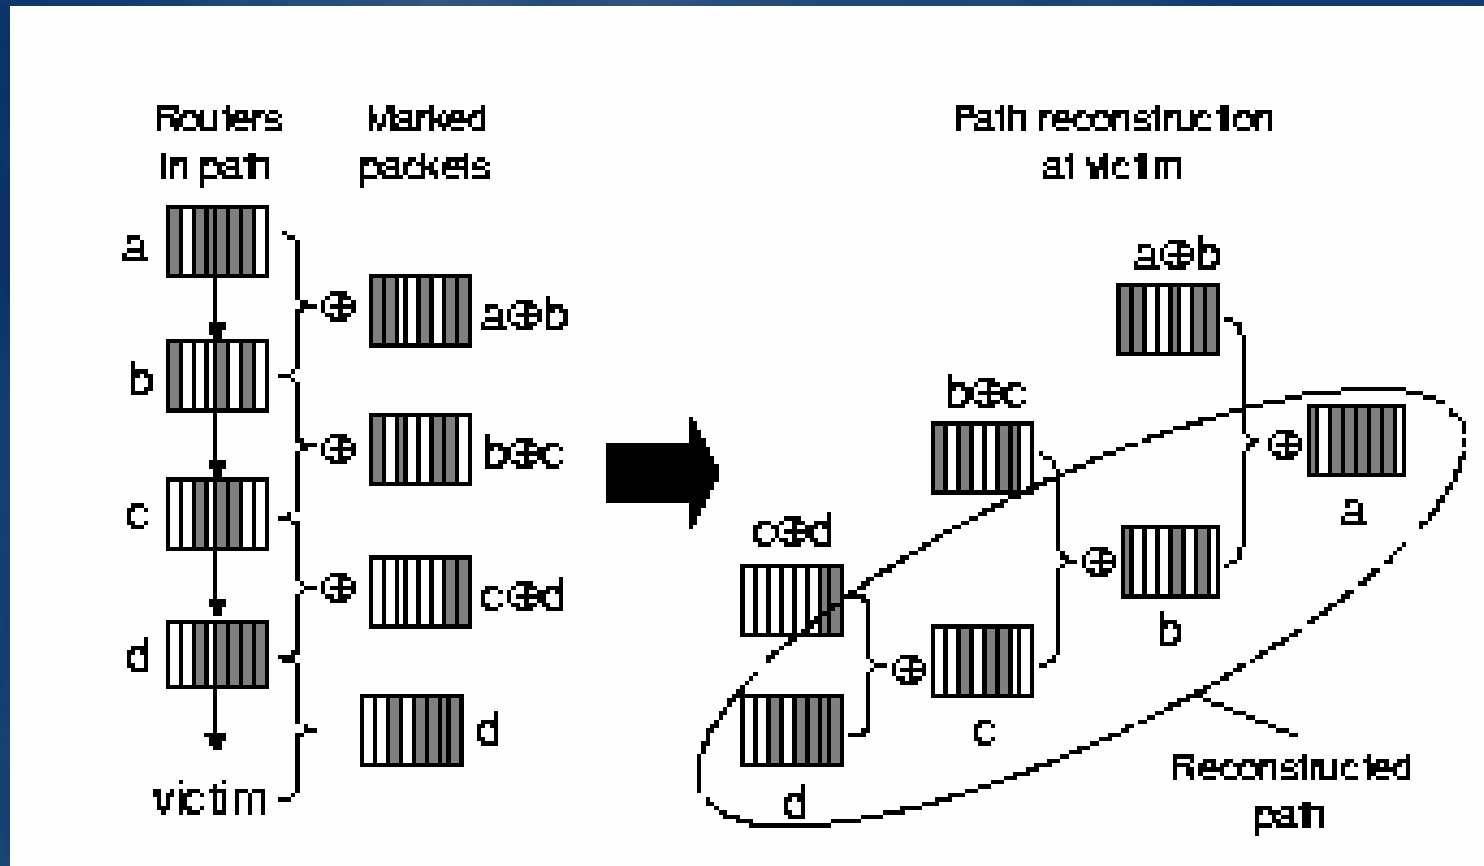 Routers
in path
Marked
packets
Path reconstruction
at victim
a
a⊕b
b
b⊕c
c
c⊕d
d
d
victim
a⊕b
b⊕c
a
c⊕d
b
c
d
Reconstructed
path